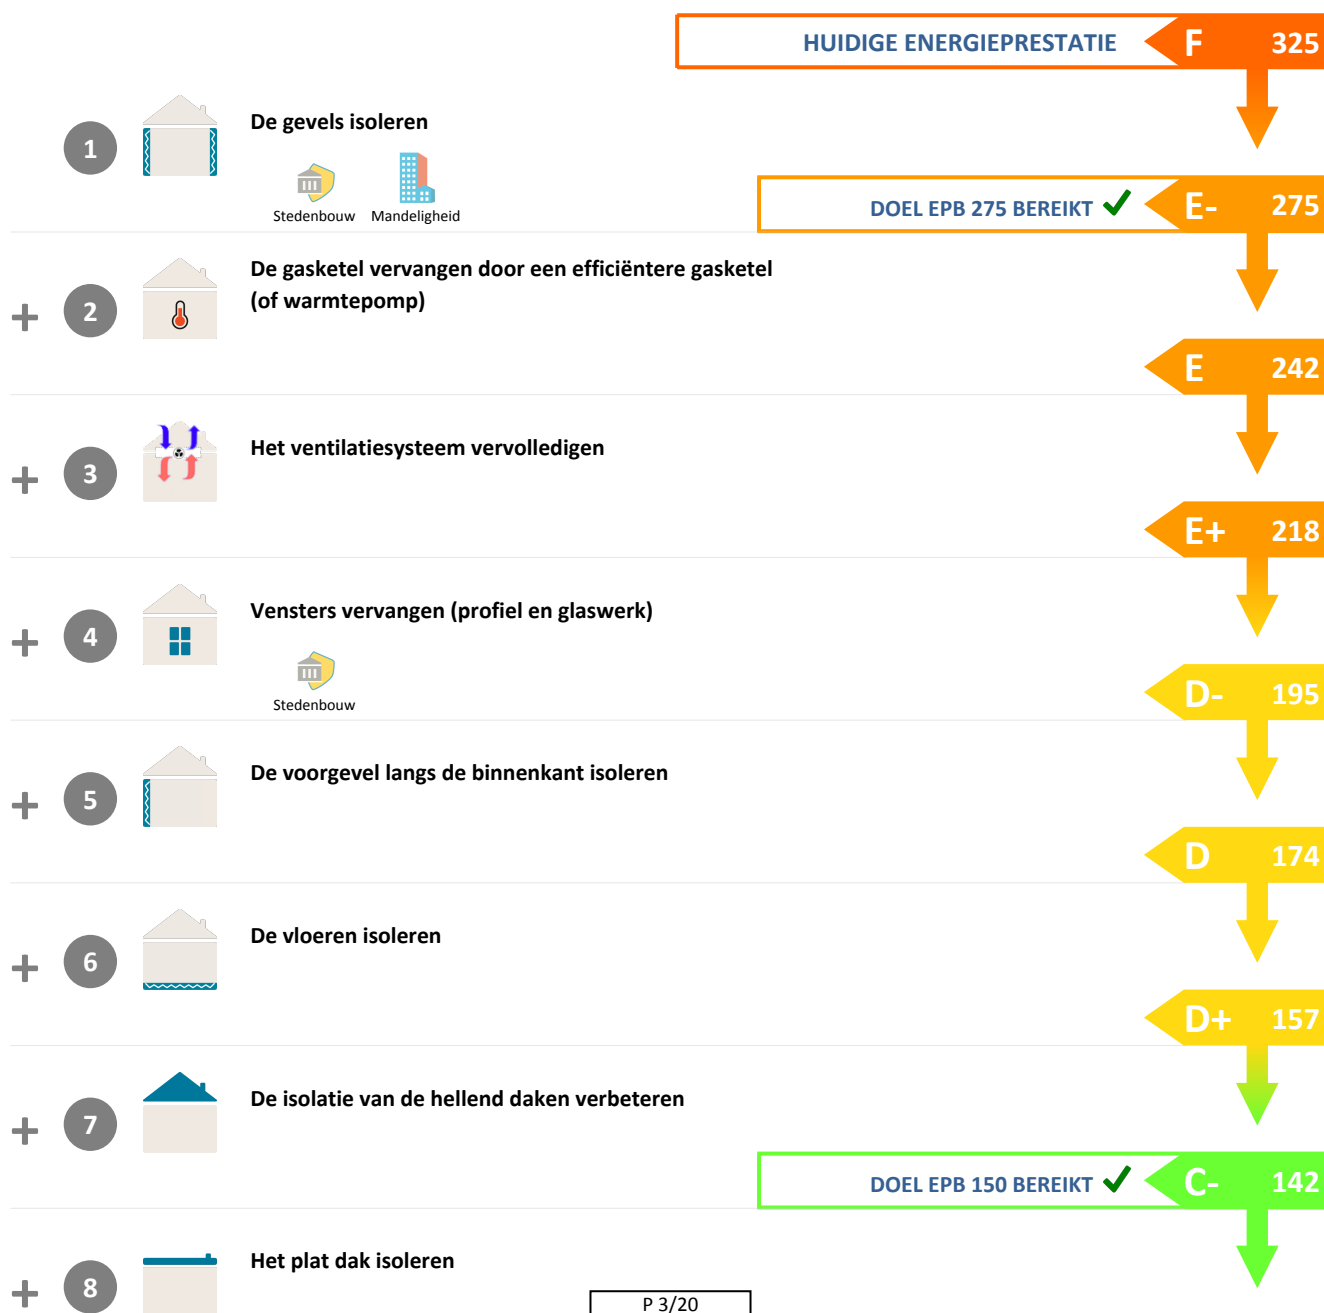 HUIDIGE ENERGIEPRESTATIE F 325
1 De gevels isoleren
Stedenbouw Mandeligheid
DOEL EPB 275 BEREIKT E- 275
+ 2 De gasketel vervangen door een efficiëntere gasketel
(of warmtepomp)
E 242
+ 3 Het ventilatiesysteem vervolledigen
E+ 218
+ 4 Vensters vervangen (profiel en glaswerk)
Stedenbouw
D- 195
+ 5 De voorgevel langs de binnenkant isoleren
D 174
+ 6 De vloeren isoleren
D+ 157
+ 7 De isolatie van de hellend daken verbeteren
DOEL EPB 150 BEREIKT C- 142
+ 8 Het plat dak isoleren
P 3/20